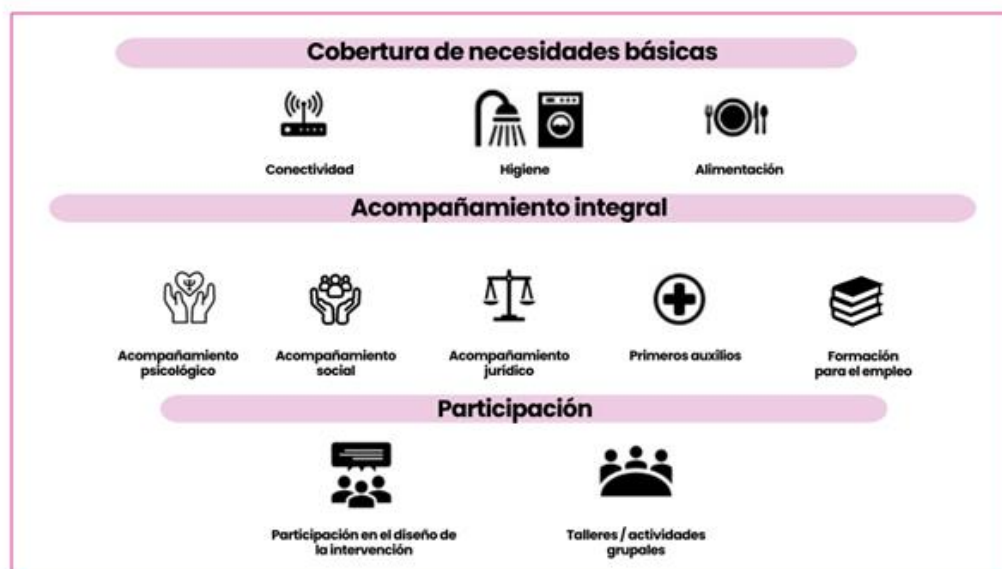 Cobertura de necesidades básicas
Conectividad
Higiene
Alimentación
Acompañamiento integral
Acompañamiento
psicológico
Acompañamiento
social
Acompañamiento
jurídico
Primeros auxilios
Formación
para el empleo
Participación
Participación en el diseño de
la intervención
Talleres / actividades
grupales